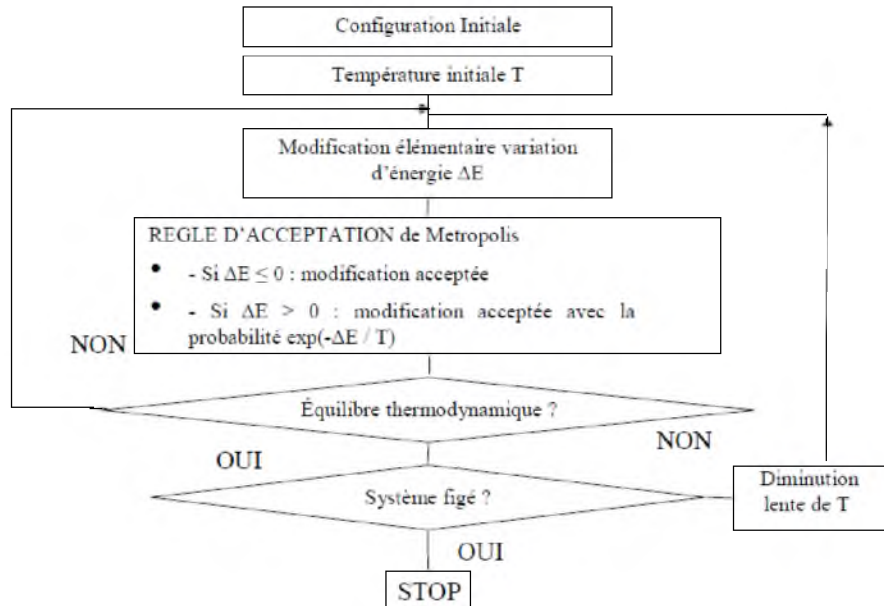 Configuration Initiale
Température initiale T
Modification élémentaire variation
d'énergie ΔE
REGLE D'ACCEPTATION de Metropolis
• - Si ΔE ≤ 0 : modification acceptée
• - Si ΔE > 0 : modification acceptée avec la
probabilité exp(-ΔE / T)
NON
Équilibre thermodynamique ?
NON
OUI
Système figé ?
Diminution
lente de T
OUI
STOP